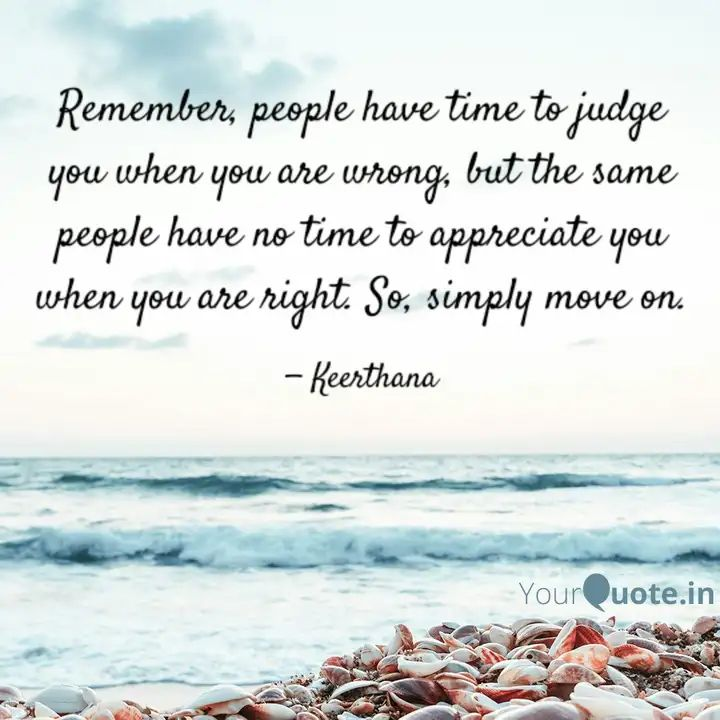 Remember, people have time to judge
you when you are wrong, but the same
people have no time to appreciate you
when you are right. So, simply move on.
– Keerthana
YourQuote.in